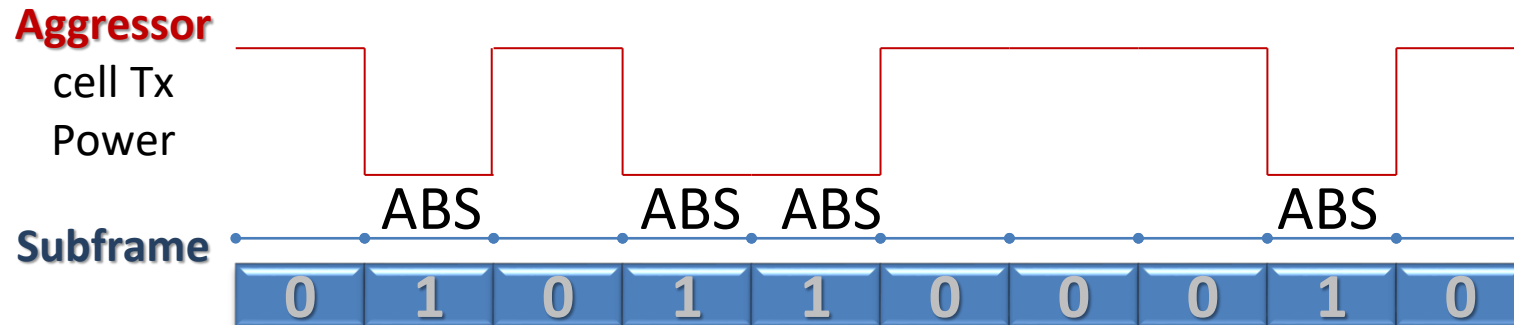 Aggressor
cell Tx
Power
ABS ABS ABS ABS
Subframe
0 1 0 1 1 0 0 0 1 0